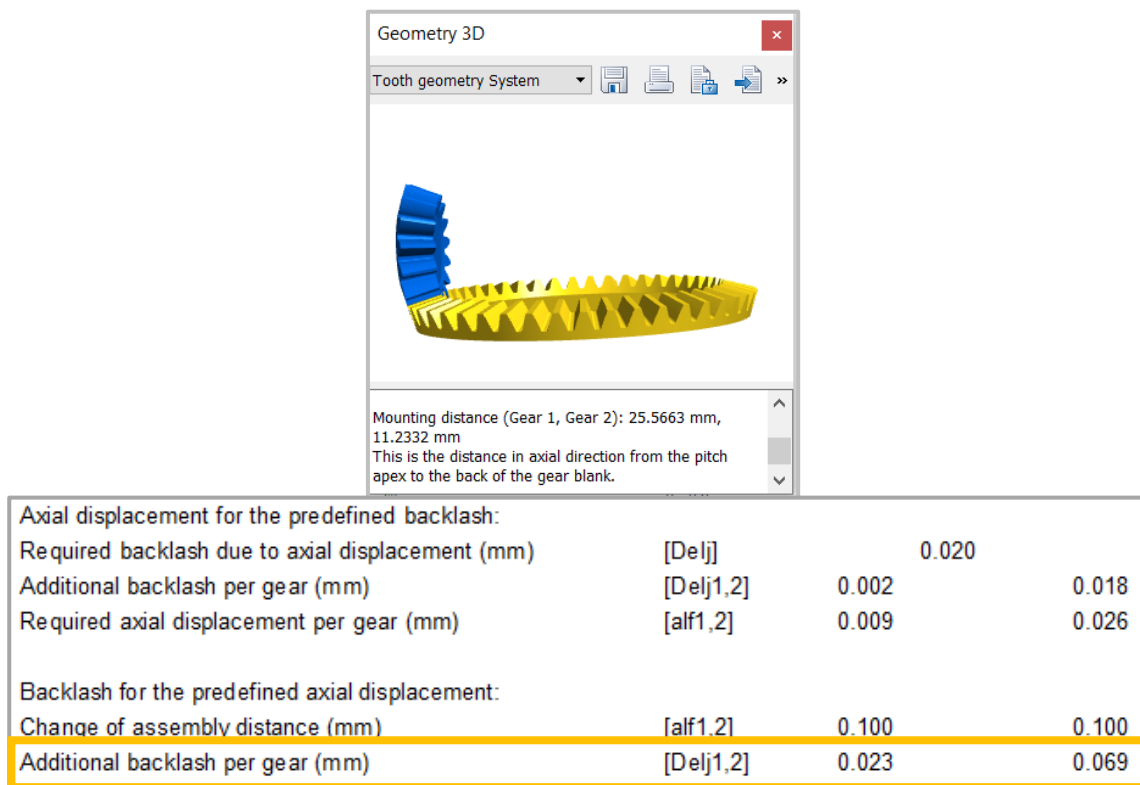 Geometry 3D
Tooth geometry System
Mounting distance (Gear 1, Gear 2): 25.5663 mm,
11.2332 mm
This is the distance in axial direction from the pitch
apex to the back of the gear blank.
Axial displacement for the predefined backlash:
Required backlash due to axial displacement (mm) [Delj] 0.020
Additional backlash per gear (mm) [Delj1,2] 0.002 0.018
Required axial displacement per gear (mm) [alf1,2] 0.009 0.026
Backlash for the predefined axial displacement:
Change of assembly distance (mm) [alf1,2] 0.100 0.100
Additional backlash per gear (mm) [Delj1,2] 0.023 0.069